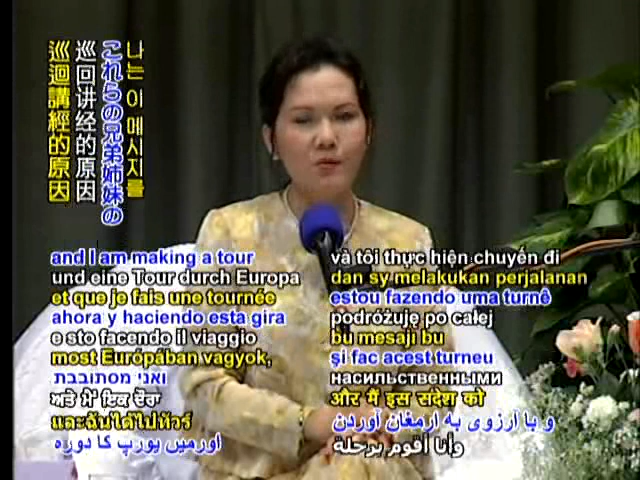 巡迴講經的原因
巡回讲经的原因
これらの兄弟姉妹の
나는 이 메시지를
and I am making a tour
und eine Tour durch Europa
et que je fais une tournée
ahora y haciendo esta gira
e sto facendo il viaggio
most Európában vagyok,
ואני מסתובבת
ਅਤੇ ਮੈਂ ਇਕ ਦੌਰਾ
และฉันได้ไปทัวร์
اورمیں یورپ کا دورہ
và tôi thực hiện chuyến đi
dan sy melakukan perjalanan
estou fazendo uma turnê
podróżuję po całej
bu mesajı bu
și fac acest turneu
насильственными
और मैं इस संदेश को
و با آرزوی به ارمغان آوردن
وأنا أقوم برحلة